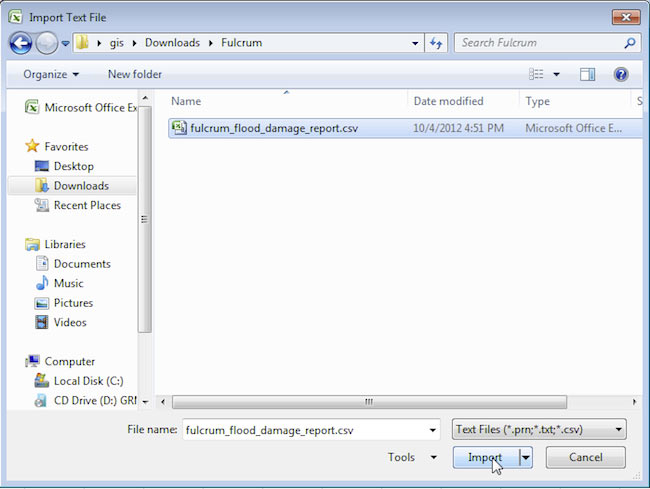 Import Text File
gis Downloads Fulcrum Search Fulcrum
Organize New folder
Microsoft Office Ex
Favorites
Desktop
Downloads
Recent Places
Libraries
Documents
Music
Pictures
Videos
Computer
Local Disk (C:)
CD Drive (D:) GRM
Name Date modified Type S
fulcrum_flood_damage_report.csv 10/4/2012 4:51 PM Microsoft Office E...
File name: fulcrum_flood_damage_report.csv Text Files (*.prn;*.txt;*.csv)
Tools Import Cancel